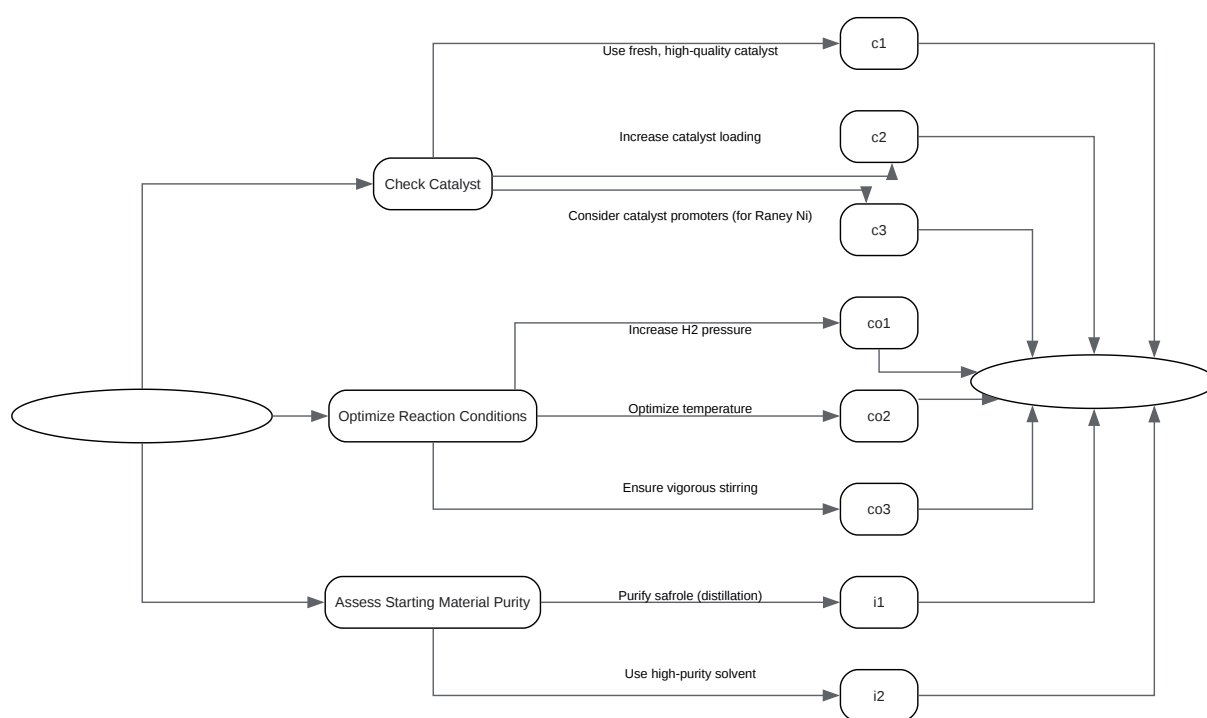 Use fresh, high-quality catalyst
c1
Increase catalyst loading
c2
Check Catalyst
Consider catalyst promoters (for Raney Ni)
c3
Increase H2 pressure
co1
Optimize Reaction Conditions
Optimize temperature
co2
Ensure vigorous stirring
co3
Assess Starting Material Purity
Purify safrole (distillation)
i1
Use high-purity solvent
i2